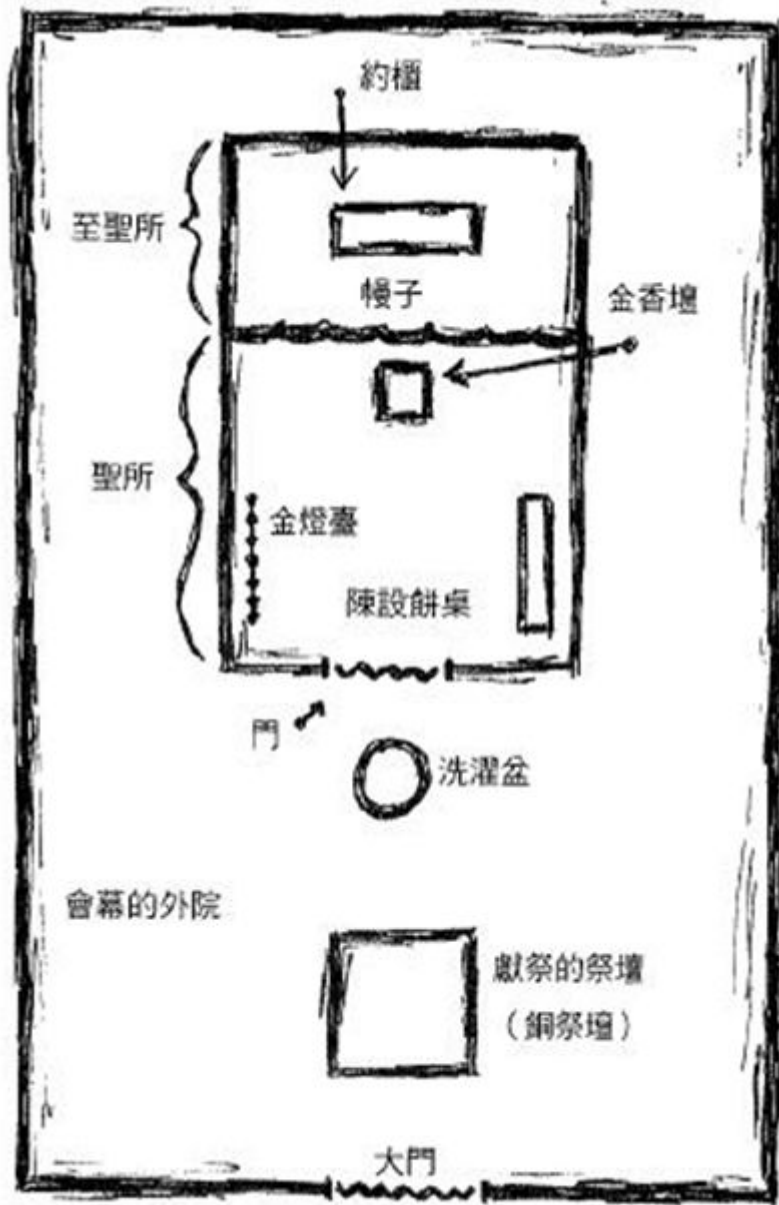 約櫃
至聖所
幔子
金香壇
聖所
金燈臺
陳設餅桌
門
洗濯盆
會幕的外院
獻祭的祭壇
（銅祭壇）
大門